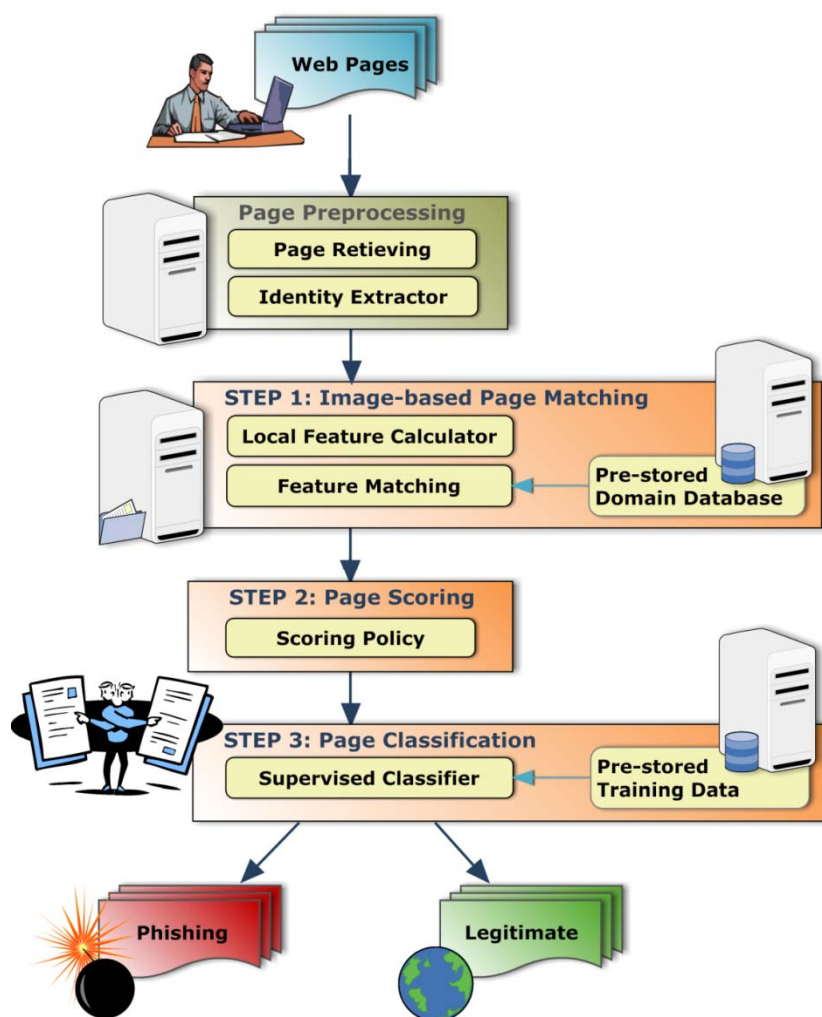 Web Pages
Page Preprocessing
Page Retieving
Identity Extractor
STEP 1: Image-based Page Matching
Local Feature Calculator
Feature Matching
Pre-stored
Domain Database
STEP 2: Page Scoring
Scoring Policy
STEP 3: Page Classification
Supervised Classifier
Pre-stored
Training Data
Phishing
Legitimate